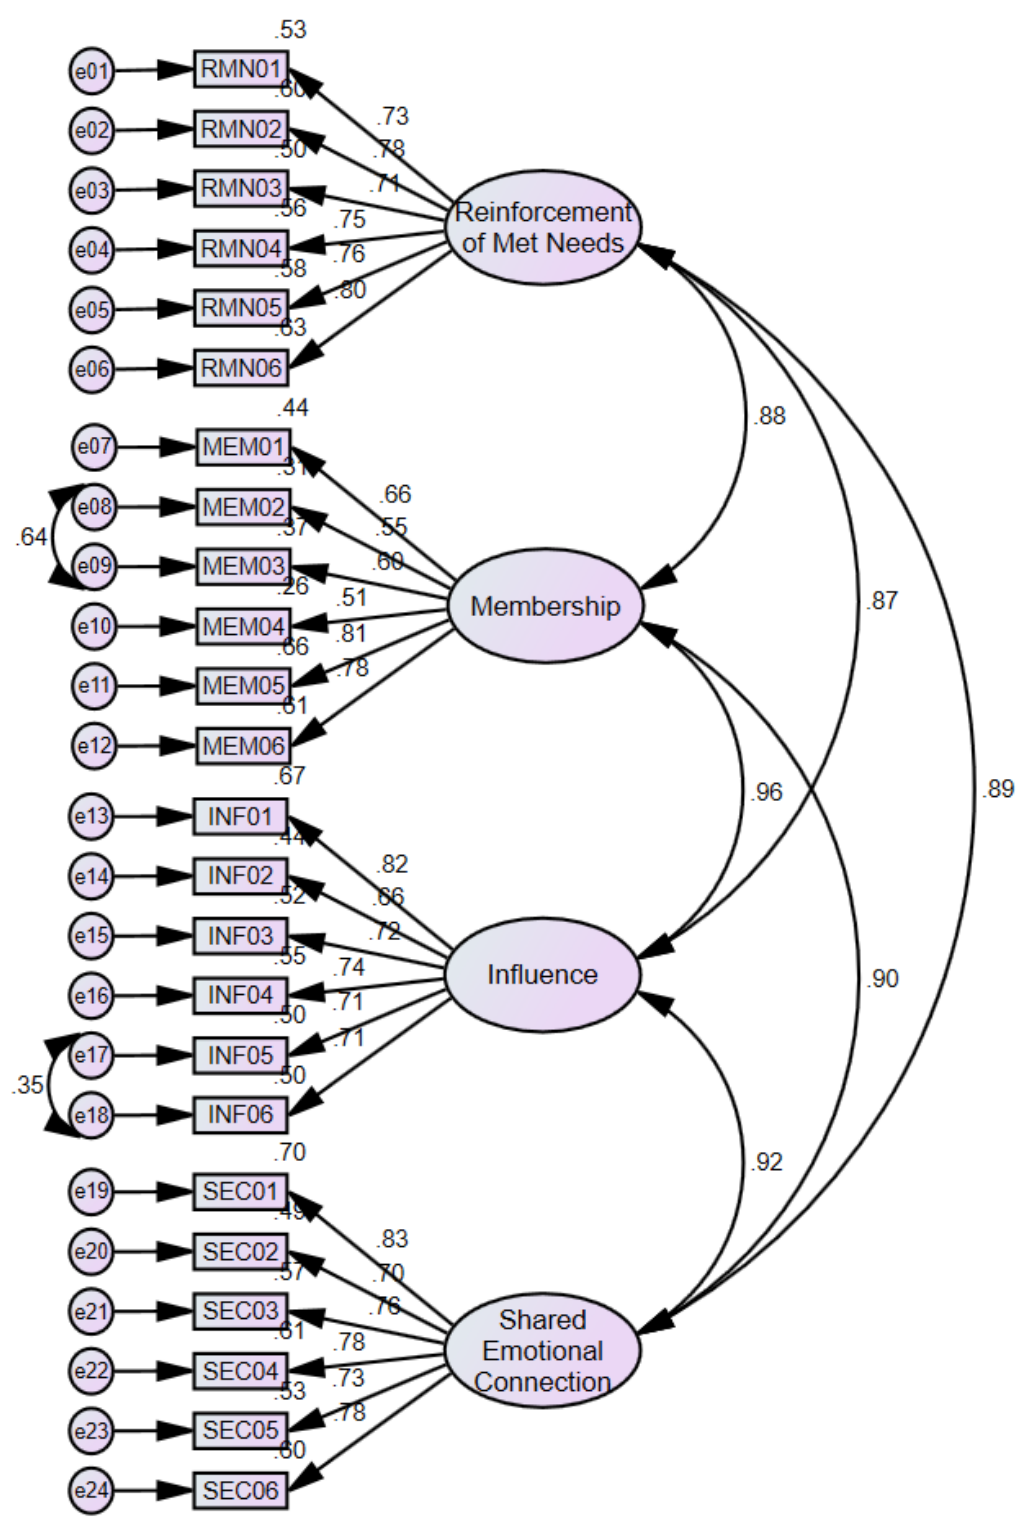 .53
e01
RMN01
.60
.73
e02
RMN02
.78
.50
.71
e03
RMN03
.56
.75
Reinforcement
of Met Needs
e04
RMN04
.76
.58
.80
e05
RMN05
.63
e06
RMN06
.44
.88
e07
MEM01
.31
.66
e08
MEM02
.55
.37
.64
.60
e09
MEM03
.26
.51
.87
Membership
e10
MEM04
.81
.66
.78
e11
MEM05
.61
e12
MEM06
.67
.96
.89
e13
INF01
.44
.82
e14
INF02
.66
.52
.72
e15
INF03
.55
.74
Influence
.90
e16
INF04
.71
.50
.71
e17
INF05
.50
.35
e18
INF06
.70
.92
e19
SEC01
.49
.83
e20
SEC02
.70
.57
.76
e21
SEC03
.61
.78
Shared
Emotional
Connection
e22
SEC04
.73
.53
.78
e23
SEC05
.60
e24
SEC06